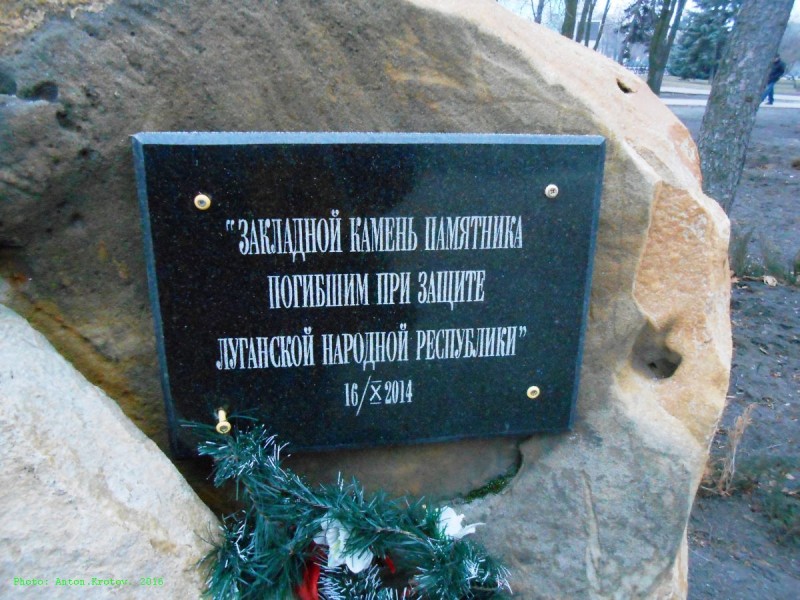 "ЗАКЛАДНОЙ КАМЕНЬ ПАМЯТНИКА
ПОГИБШИМ ПРИ ЗАЩИТЕ
ЛУГАНСКОЙ НАРОДНОЙ РЕСПУБЛИКИ"
16/X 2014
Photo: Anton.Krotov. 2016